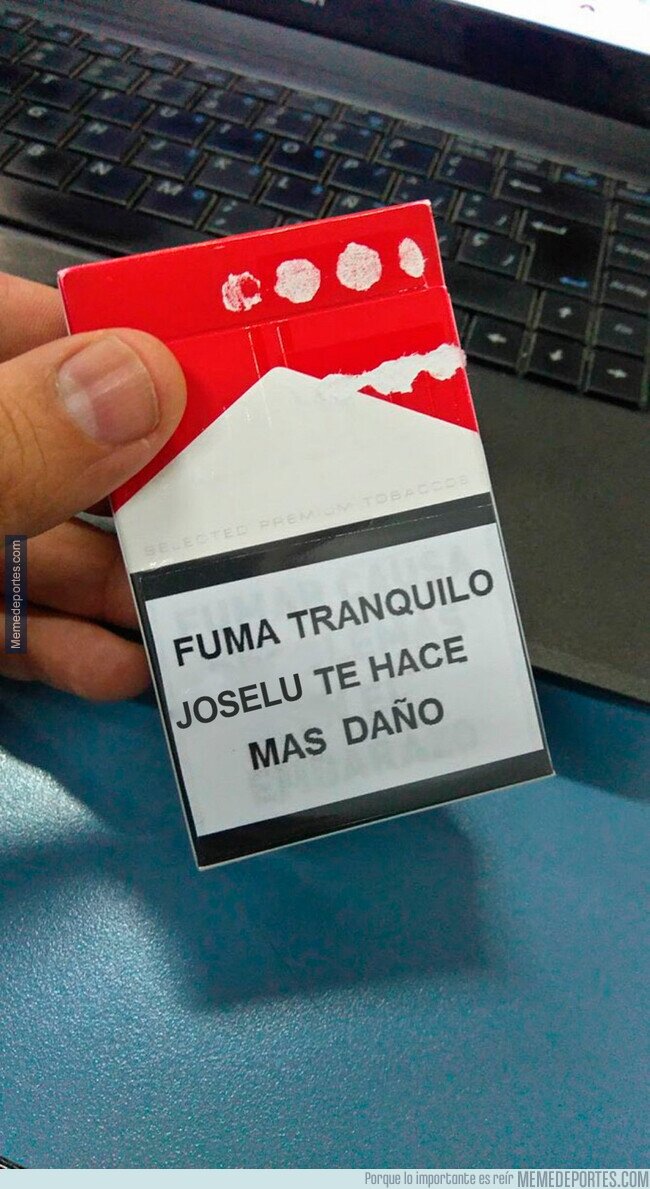 SELECTED PREMIUM TOBACCOS
FUMA TRANQUILO
JOSELU TE HACE
MAS DAÑO
Memedeportes.com
Porque lo importante es reír MEMEDEPORTES.COM